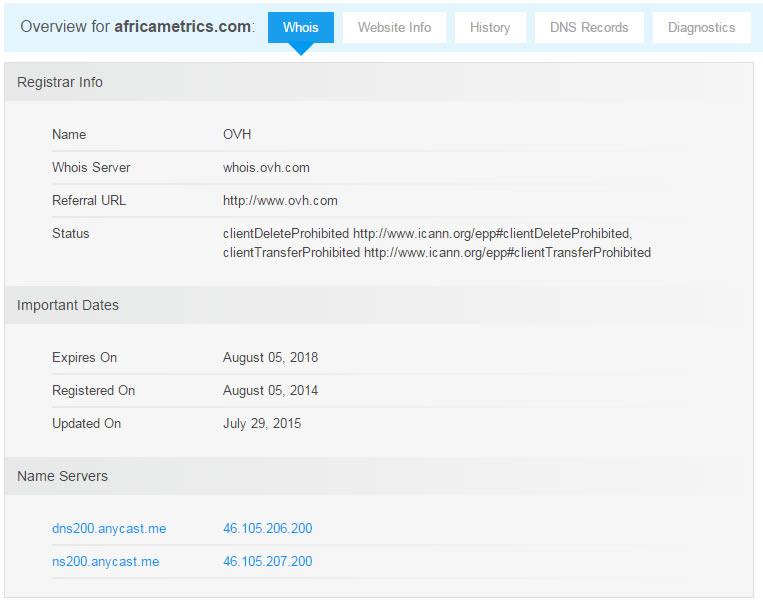 Overview for africametrics.com: Whois Website Info History DNS Records Diagnostics
Registrar Info
Name OVH
Whois Server whois.ovh.com
Referral URL http://www.ovh.com
Status clientDeleteProhibited http://www.icann.org/epp#clientDeleteProhibited,
clientTransferProhibited http://www.icann.org/epp#clientTransferProhibited
Important Dates
Expires On August 05, 2018
Registered On August 05, 2014
Updated On July 29, 2015
Name Servers
dns200.anycast.me 46.105.206.200
ns200.anycast.me 46.105.207.200